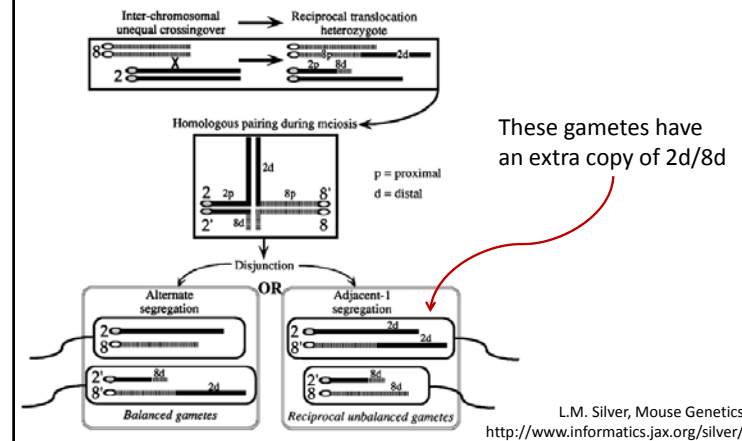 Inter-chromosomal unequal crossingover
Reciprocal translocation heterozygote
8
8p
2d
X
2
2p
8d
Homologous pairing during meiosis
2d
2
2p
8p
8'
2'
8d
8
p = proximal
d = distal
Disjunction
OR
Alternate segregation
2
8
2'
8d
8'
2d
Balanced gametes
Adjacent-1 segregation
2
2d
8'
2d
2'
8d
8
8d
Reciprocal unbalanced gametes
These gametes have
an extra copy of 2d/8d
L.M. Silver, Mouse Genetics
http://www.informatics.jax.org/silver/